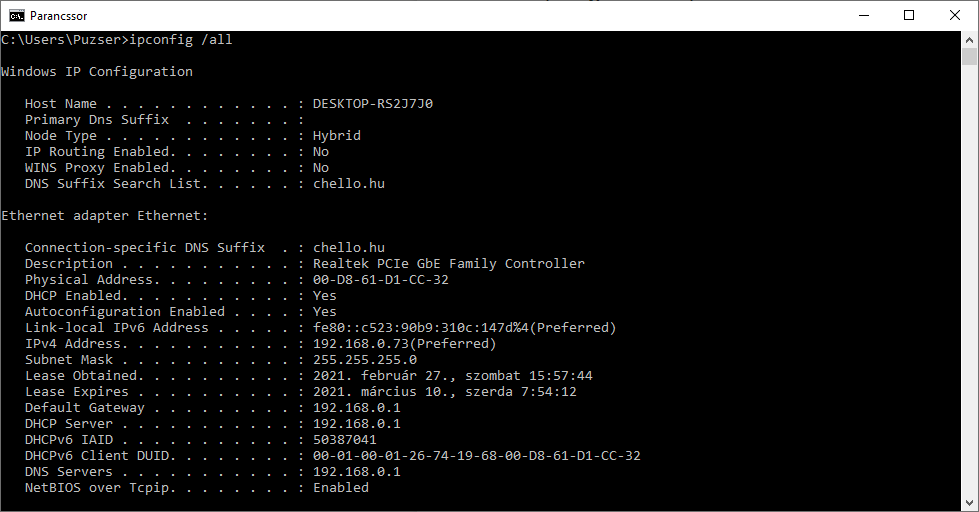 Parancssor
C:\Users\Puzser>ipconfig /all
Windows IP Configuration
Host Name . . . . . . . . . . . . : DESKTOP-RS2J7J0
Primary Dns Suffix  . . . . . . . :
Node Type . . . . . . . . . . . . : Hybrid
IP Routing Enabled. . . . . . . . : No
WINS Proxy Enabled. . . . . . . . : No
DNS Suffix Search List. . . . . . : chello.hu
Ethernet adapter Ethernet:
Connection-specific DNS Suffix  . : chello.hu
Description . . . . . . . . . . . : Realtek PCIe GbE Family Controller
Physical Address. . . . . . . . . : 00-D8-61-D1-CC-32
DHCP Enabled. . . . . . . . . . . : Yes
Autoconfiguration Enabled . . . . : Yes
Link-local IPv6 Address . . . . . : fe80::c523:90b9:310c:147d%4(Preferred)
IPv4 Address. . . . . . . . . . . : 192.168.0.73(Preferred)
Subnet Mask . . . . . . . . . . . : 255.255.255.0
Lease Obtained. . . . . . . . . . : 2021. február 27., szombat 15:57:44
Lease Expires . . . . . . . . . . : 2021. március 10., szerda 7:54:12
Default Gateway . . . . . . . . . : 192.168.0.1
DHCP Server . . . . . . . . . . . : 192.168.0.1
DHCPv6 IAID . . . . . . . . . . . : 50387041
DHCPv6 Client DUID. . . . . . . . : 00-01-00-01-26-74-19-68-00-D8-61-D1-CC-32
DNS Servers . . . . . . . . . . . : 192.168.0.1
NetBIOS over Tcpip. . . . . . . . : Enabled